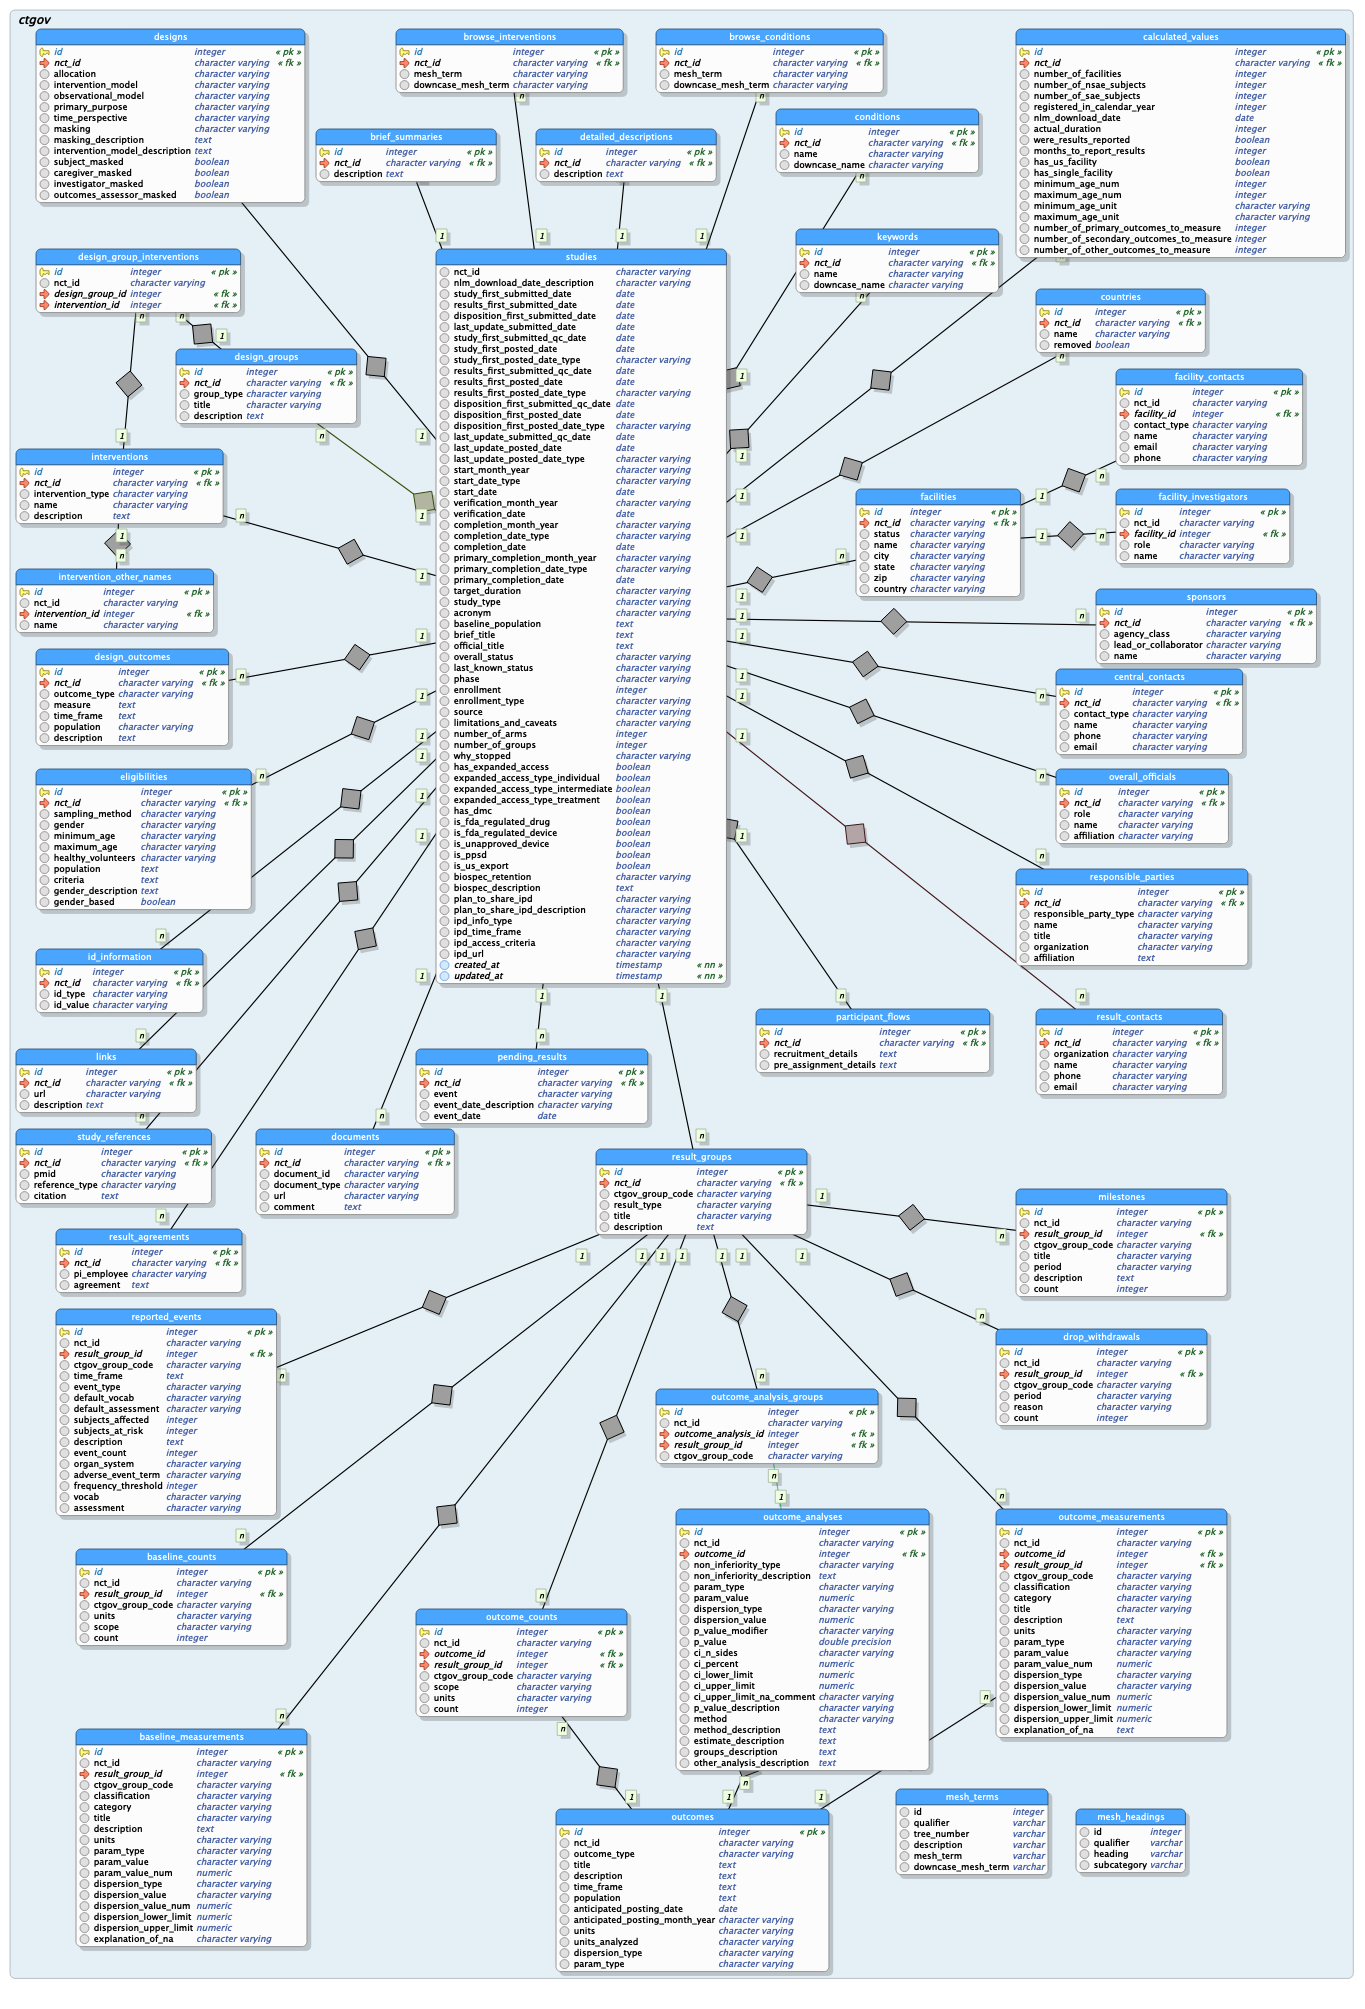 ctgov
designs
id integer « pk »
nct_id character varying « fk »
allocation character varying
intervention_model character varying
observational_model character varying
primary_purpose character varying
time_perspective character varying
masking character varying
masking_description text
intervention_model_description text
subject_masked boolean
caregiver_masked boolean
investigator_masked boolean
outcomes_assessor_masked boolean
browse_interventions
id integer « pk »
nct_id character varying « fk »
mesh_term character varying
downcase_mesh_term character varying
n
browse_conditions
id integer « pk »
nct_id character varying « fk »
mesh_term character varying
downcase_mesh_term character varying
n
calculated_values
id integer « pk »
nct_id character varying « fk »
number_of_facilities integer
number_of_nsae_subjects integer
number_of_sae_subjects integer
registered_in_calendar_year integer
nlm_download_date date
actual_duration integer
were_results_reported boolean
months_to_report_results integer
has_us_facility boolean
has_single_facility boolean
minimum_age_num integer
maximum_age_num integer
minimum_age_unit character varying
maximum_age_unit character varying
number_of_primary_outcomes_to_measure integer
number_of_secondary_outcomes_to_measure integer
number_of_other_outcomes_to_measure integer
brief_summaries
id integer « pk »
nct_id character varying « fk »
description text
detailed_descriptions
id integer « pk »
nct_id character varying « fk »
description text
conditions
id integer « pk »
nct_id character varying « fk »
name character varying
downcase_name character varying
n
1 1 1 1
keywords
id integer « pk »
nct_id character varying « fk »
name character varying
downcase_name character varying
n
design_group_interventions
id integer « pk »
nct_id character varying
design_group_id integer « fk »
intervention_id integer « fk »
n n
1
design_groups
id integer « pk »
nct_id character varying « fk »
group_type character varying
title character varying
description text
n
1
1
1
interventions
id integer « pk »
nct_id character varying « fk »
intervention_type character varying
name character varying
description text
n
1
n
1
intervention_other_names
id integer « pk »
nct_id character varying
intervention_id integer « fk »
name character varying
studies
nct_id character varying
nlm_download_date_description character varying
study_first_submitted_date date
results_first_submitted_date date
disposition_first_submitted_date date
last_update_submitted_date date
study_first_submitted_qc_date date
study_first_posted_date date
study_first_posted_date_type character varying
results_first_submitted_qc_date date
results_first_posted_date date
results_first_posted_date_type character varying
disposition_first_submitted_qc_date date
disposition_first_posted_date date
disposition_first_posted_date_type character varying
last_update_submitted_qc_date date
last_update_posted_date date
last_update_posted_date_type character varying
start_month_year character varying
start_date_type character varying
start_date date
verification_month_year character varying
verification_date date
completion_month_year character varying
completion_date_type character varying
completion_date date
primary_completion_month_year character varying
primary_completion_date_type character varying
primary_completion_date date
target_duration character varying
study_type character varying
acronym character varying
baseline_population text
brief_title text
official_title text
overall_status character varying
last_known_status character varying
phase character varying
enrollment integer
enrollment_type character varying
source character varying
limitations_and_caveats character varying
number_of_arms integer
number_of_groups integer
why_stopped character varying
has_expanded_access boolean
expanded_access_type_individual boolean
expanded_access_type_intermediate boolean
expanded_access_type_treatment boolean
has_dmc boolean
is_fda_regulated_drug boolean
is_fda_regulated_device boolean
is_unapproved_device boolean
is_ppsd boolean
is_us_export boolean
biospec_retention character varying
biospec_description text
plan_to_share_ipd character varying
plan_to_share_ipd_description character varying
ipd_info_type character varying
ipd_time_frame character varying
ipd_access_criteria character varying
ipd_url character varying
created_at timestamp « nn »
updated_at timestamp « nn »
1
1
1
1
1
1
1
1
1
1
1
countries
id integer « pk »
nct_id character varying « fk »
name character varying
removed boolean
n
facility_contacts
id integer « pk »
nct_id character varying
facility_id integer « fk »
contact_type character varying
name character varying
email character varying
phone character varying
1 n
facilities
id integer « pk »
nct_id character varying « fk »
status character varying
name character varying
city character varying
state character varying
zip character varying
country character varying
n
1 n
facility_investigators
id integer « pk »
nct_id character varying
facility_id integer « fk »
role character varying
name character varying
sponsors
id integer « pk »
nct_id character varying « fk »
agency_class character varying
lead_or_collaborator character varying
name character varying
n
central_contacts
id integer « pk »
nct_id character varying « fk »
contact_type character varying
name character varying
phone character varying
email character varying
n
overall_officials
id integer « pk »
nct_id character varying « fk »
role character varying
name character varying
affiliation character varying
n
n
responsible_parties
id integer « pk »
nct_id character varying « fk »
responsible_party_type character varying
name character varying
title character varying
organization character varying
affiliation text
design_outcomes
id integer « pk »
nct_id character varying « fk »
outcome_type character varying
measure text
time_frame text
population character varying
description text
n
1
1
1
1
1
1
1
eligibilities
id integer « pk »
nct_id character varying « fk »
sampling_method character varying
gender character varying
minimum_age character varying
maximum_age character varying
healthy_volunteers character varying
population text
criteria text
gender_description text
gender_based boolean
n
n
id_information
id integer « pk »
nct_id character varying « fk »
id_type character varying
id_value character varying
n
links
id integer « pk »
nct_id character varying « fk »
url character varying
description text
n
study_references
id integer « pk »
nct_id character varying « fk »
pmid character varying
reference_type character varying
citation text
n
result_agreements
id integer « pk »
nct_id character varying « fk »
pi_employee character varying
agreement text
1 1
n
pending_results
id integer « pk »
nct_id character varying « fk »
event character varying
event_date_description character varying
event_date date
n
documents
id integer « pk »
nct_id character varying « fk »
document_id character varying
document_type character varying
url character varying
comment text
n
participant_flows
id integer « pk »
nct_id character varying « fk »
recruitment_details text
pre_assignment_details text
n
result_contacts
id integer « pk »
nct_id character varying « fk »
organization character varying
name character varying
phone character varying
email character varying
n
result_groups
id integer « pk »
nct_id character varying « fk »
ctgov_group_code character varying
result_type character varying
title character varying
description text
1
1 1 1 1 1 1 1
milestones
id integer « pk »
nct_id character varying
result_group_id integer « fk »
ctgov_group_code character varying
title character varying
period character varying
description text
count integer
n
reported_events
id integer « pk »
nct_id character varying
result_group_id integer « fk »
ctgov_group_code character varying
time_frame text
event_type character varying
default_vocab character varying
default_assessment character varying
subjects_affected integer
subjects_at_risk integer
description text
event_count integer
organ_system character varying
adverse_event_term character varying
frequency_threshold integer
vocab character varying
assessment character varying
n
n
drop_withdrawals
id integer « pk »
nct_id character varying
result_group_id integer « fk »
ctgov_group_code character varying
period character varying
reason character varying
count integer
n
outcome_analysis_groups
id integer « pk »
nct_id character varying
outcome_analysis_id integer « fk »
result_group_id integer « fk »
ctgov_group_code character varying
n
1
n
baseline_counts
id integer « pk »
nct_id character varying
result_group_id integer « fk »
ctgov_group_code character varying
units character varying
scope character varying
count integer
n
outcome_counts
id integer « pk »
nct_id character varying
outcome_id integer « fk »
result_group_id integer « fk »
ctgov_group_code character varying
scope character varying
units character varying
count integer
n
outcome_analyses
id integer « pk »
nct_id character varying
outcome_id integer « fk »
non_inferiority_type character varying
non_inferiority_description text
param_type character varying
param_value numeric
dispersion_type character varying
dispersion_value numeric
p_value_modifier character varying
p_value double precision
ci_n_sides character varying
ci_percent numeric
ci_lower_limit numeric
ci_upper_limit numeric
ci_upper_limit_na_comment character varying
p_value_description character varying
method character varying
method_description text
estimate_description text
groups_description text
other_analysis_description text
n
n
outcome_measurements
id integer « pk »
nct_id character varying
outcome_id integer « fk »
result_group_id integer « fk »
ctgov_group_code character varying
classification character varying
category character varying
title character varying
description text
units character varying
param_type character varying
param_value character varying
param_value_num numeric
dispersion_type character varying
dispersion_value character varying
dispersion_value_num numeric
dispersion_lower_limit numeric
dispersion_upper_limit numeric
explanation_of_na text
n
n
baseline_measurements
id integer « pk »
nct_id character varying
result_group_id integer « fk »
ctgov_group_code character varying
classification character varying
category character varying
title character varying
description text
units character varying
param_type character varying
param_value character varying
param_value_num numeric
dispersion_type character varying
dispersion_value character varying
dispersion_value_num numeric
dispersion_lower_limit numeric
dispersion_upper_limit numeric
explanation_of_na character varying
1 1 1
outcomes
id integer « pk »
nct_id character varying
outcome_type character varying
title text
description text
time_frame text
population text
anticipated_posting_date date
anticipated_posting_month_year character varying
units character varying
units_analyzed character varying
dispersion_type character varying
param_type character varying
mesh_terms
id integer
qualifier varchar
tree_number varchar
description varchar
mesh_term varchar
downcase_mesh_term varchar
mesh_headings
id integer
qualifier varchar
heading varchar
subcategory varchar